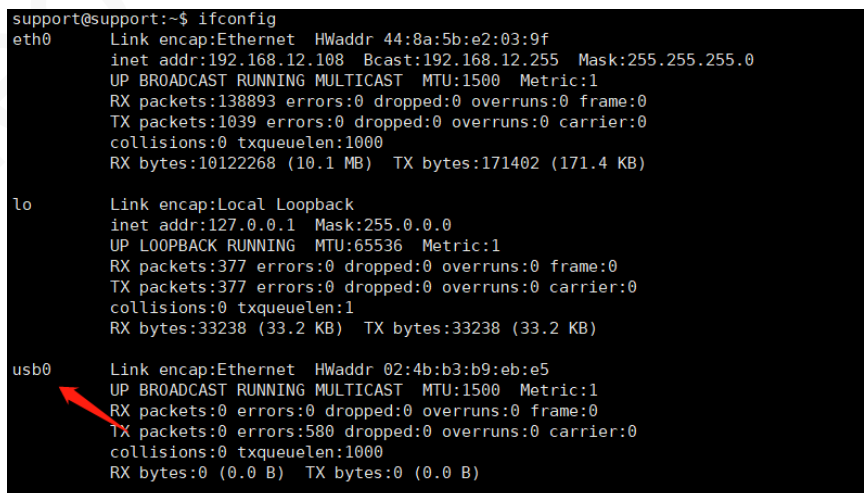 support@support:~$ ifconfig
eth0 Link encap:Ethernet HWaddr 44:8a:5b:e2:03:9f
inet addr:192.168.12.108 Bcast:192.168.12.255 Mask:255.255.255.0
UP BROADCAST RUNNING MULTICAST MTU:1500 Metric:1
RX packets:138893 errors:0 dropped:0 overruns:0 frame:0
TX packets:1039 errors:0 dropped:0 overruns:0 carrier:0
collisions:0 txqueuelen:1000
RX bytes:10122268 (10.1 MB) TX bytes:171402 (171.4 KB)
lo Link encap:Local Loopback
inet addr:127.0.0.1 Mask:255.0.0.0
UP LOOPBACK RUNNING MTU:65536 Metric:1
RX packets:377 errors:0 dropped:0 overruns:0 frame:0
TX packets:377 errors:0 dropped:0 overruns:0 carrier:0
collisions:0 txqueuelen:1
RX bytes:33238 (33.2 KB) TX bytes:33238 (33.2 KB)
usb0 Link encap:Ethernet HWaddr 02:4b:b3:b9:eb:e5
UP BROADCAST RUNNING MULTICAST MTU:1500 Metric:1
RX packets:0 errors:0 dropped:0 overruns:0 frame:0
TX packets:0 errors:580 dropped:0 overruns:0 carrier:0
collisions:0 txqueuelen:1000
RX bytes:0 (0.0 B) TX bytes:0 (0.0 B)